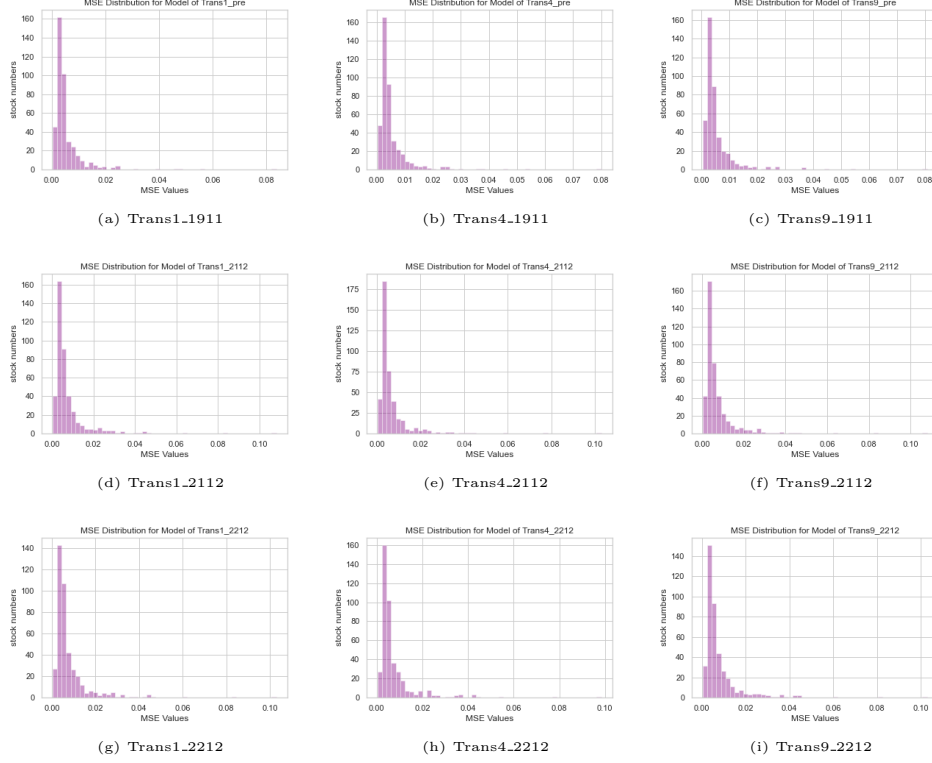 MSE Distribution for Model of Trans1_pre
stock numbers
160
140
120
100
80
60
40
20
0
0.00 0.02 0.04 0.06 0.08
MSE Values
(a) Trans1_1911
MSE Distribution for Model of Trans4_pre
stock numbers
160
140
120
100
80
60
40
20
0
0.00 0.01 0.02 0.03 0.04 0.05 0.06 0.07 0.08
MSE Values
(b) Trans4_1911
MSE Distribution for Model of Trans9_pre
stock numbers
160
140
120
100
80
60
40
20
0
0.00 0.01 0.02 0.03 0.04 0.05 0.06 0.07 0.08
MSE Values
(c) Trans9_1911
MSE Distribution for Model of Trans1_2112
stock numbers
160
140
120
100
80
60
40
20
0
0.00 0.02 0.04 0.06 0.08 0.10
MSE Values
(d) Trans1_2112
MSE Distribution for Model of Trans4_2112
stock numbers
175
150
125
100
75
50
25
0
0.00 0.02 0.04 0.06 0.08 0.10
MSE Values
(e) Trans4_2112
MSE Distribution for Model of Trans9_2112
stock numbers
160
140
120
100
80
60
40
20
0
0.00 0.02 0.04 0.06 0.08 0.10
MSE Values
(f) Trans9_2112
MSE Distribution for Model of Trans1_2212
stock numbers
140
120
100
80
60
40
20
0
0.00 0.02 0.04 0.06 0.08 0.10
MSE Values
(g) Trans1_2212
MSE Distribution for Model of Trans4_2212
stock numbers
160
140
120
100
80
60
40
20
0
0.00 0.02 0.04 0.06 0.08 0.10
MSE Values
(h) Trans4_2212
MSE Distribution for Model of Trans9_2212
stock numbers
140
120
100
80
60
40
20
0
0.00 0.02 0.04 0.06 0.08 0.10
MSE Values
(i) Trans9_2212